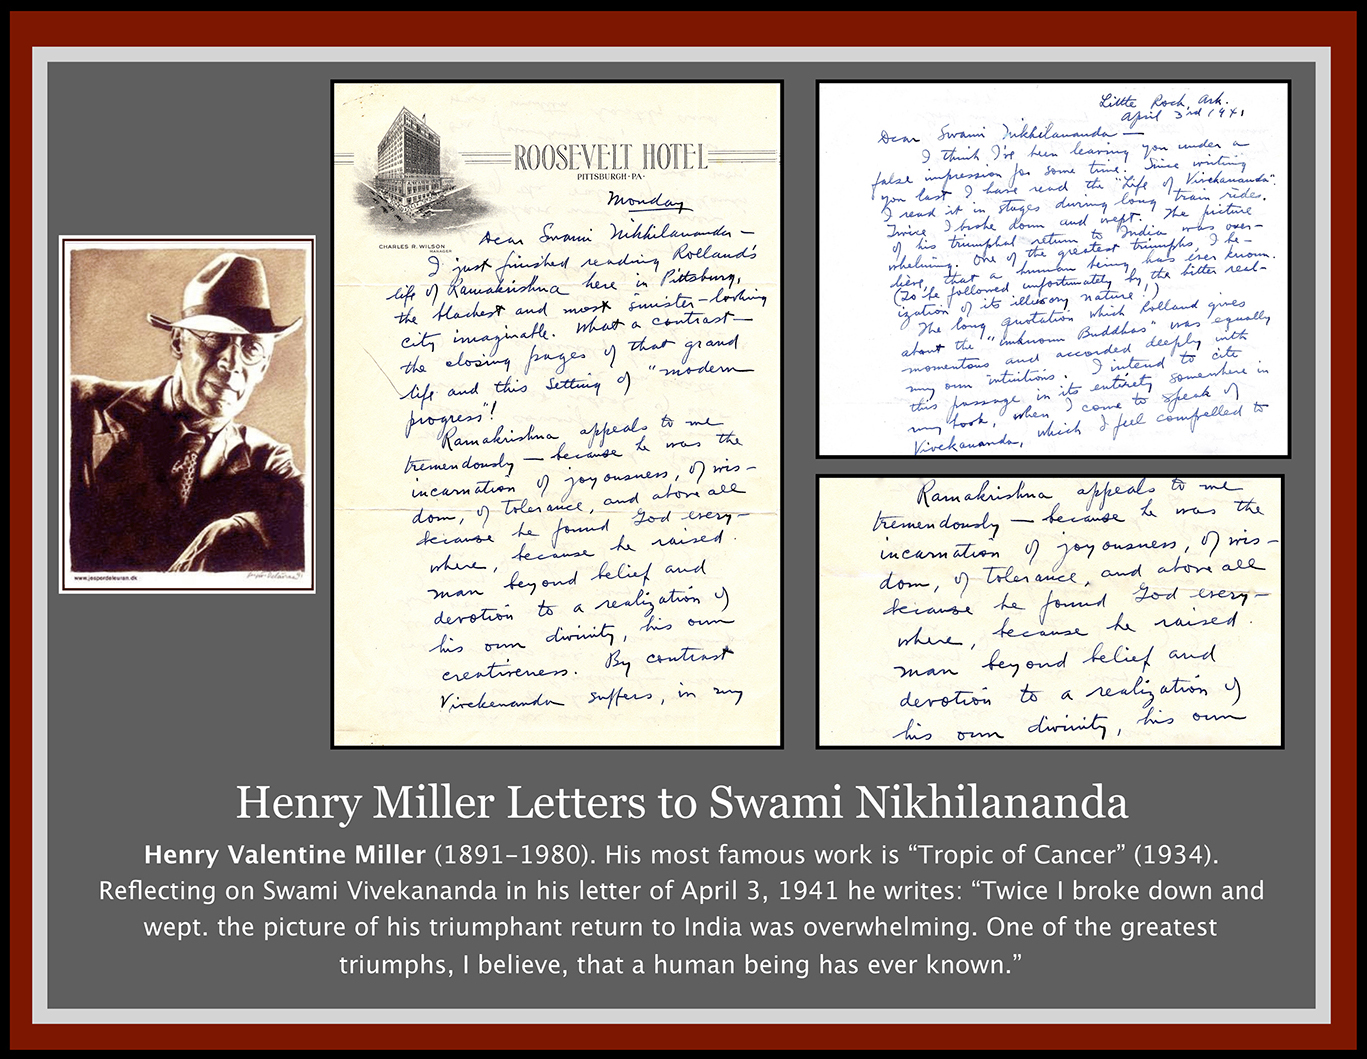 ROOSEVELT HOTEL
PITTSBURGH-PA-
CHARLES R. WILSON
MANAGER
Monday
Dear Swami Nikhilananda—
I just finished reading Rolland's
life of Ramakrishna here in Pittsburg,
the blackest and most sinister-looking
city imaginable. What a contrast—
the closing pages of that grand
life and this setting of "modern
progress"!
Ramakrishna appeals to me
tremendously — because he was the
incarnation of joyousness, of wis-
dom, of tolerance, and above all
because he found God every-
where, because he raised
man beyond belief and
devotion to a realization of
his own divinity, his own
creativeness. By contrast
Vivekananda suffers, in my
Little Rock, Ark.
April 3rd 1941
Dear Swami Nikhilananda —
I think I've been leaving you under a
false impression for some time. Since writing
you last I have read the "Life of Vivekananda".
I read it in stages during long train rides.
Twice I broke down and wept. The picture
of his triumphal return to India was over-
whelming. One of the greatest triumphs, I be-
lieve, that a human being has ever known.
(To be followed unfortunately by the bitter real-
ization of its illusory nature!)
The long quotation which Rolland gives
about the "unknown Buddhas" was equally
momentous and accorded deeply with
my own intuitions. I intend to cite
this passage in its entirety somewhere in
my book, when I come to speak of
Vivekananda, which I feel compelled to
Ramakrishna appeals to me
tremendously — because he was the
incarnation of joyousness, of wis-
dom, of tolerance, and above all
because he found God every-
where, because he raised
man beyond belief and
devotion to a realization of
his own divinity, his own
www.jesperdeleuran.dk
Henry Miller Letters to Swami Nikhilananda
Henry Valentine Miller (1891–1980). His most famous work is “Tropic of Cancer” (1934).
Reflecting on Swami Vivekananda in his letter of April 3, 1941 he writes: “Twice I broke down and
wept. the picture of his triumphant return to India was overwhelming. One of the greatest
triumphs, I believe, that a human being has ever known.”